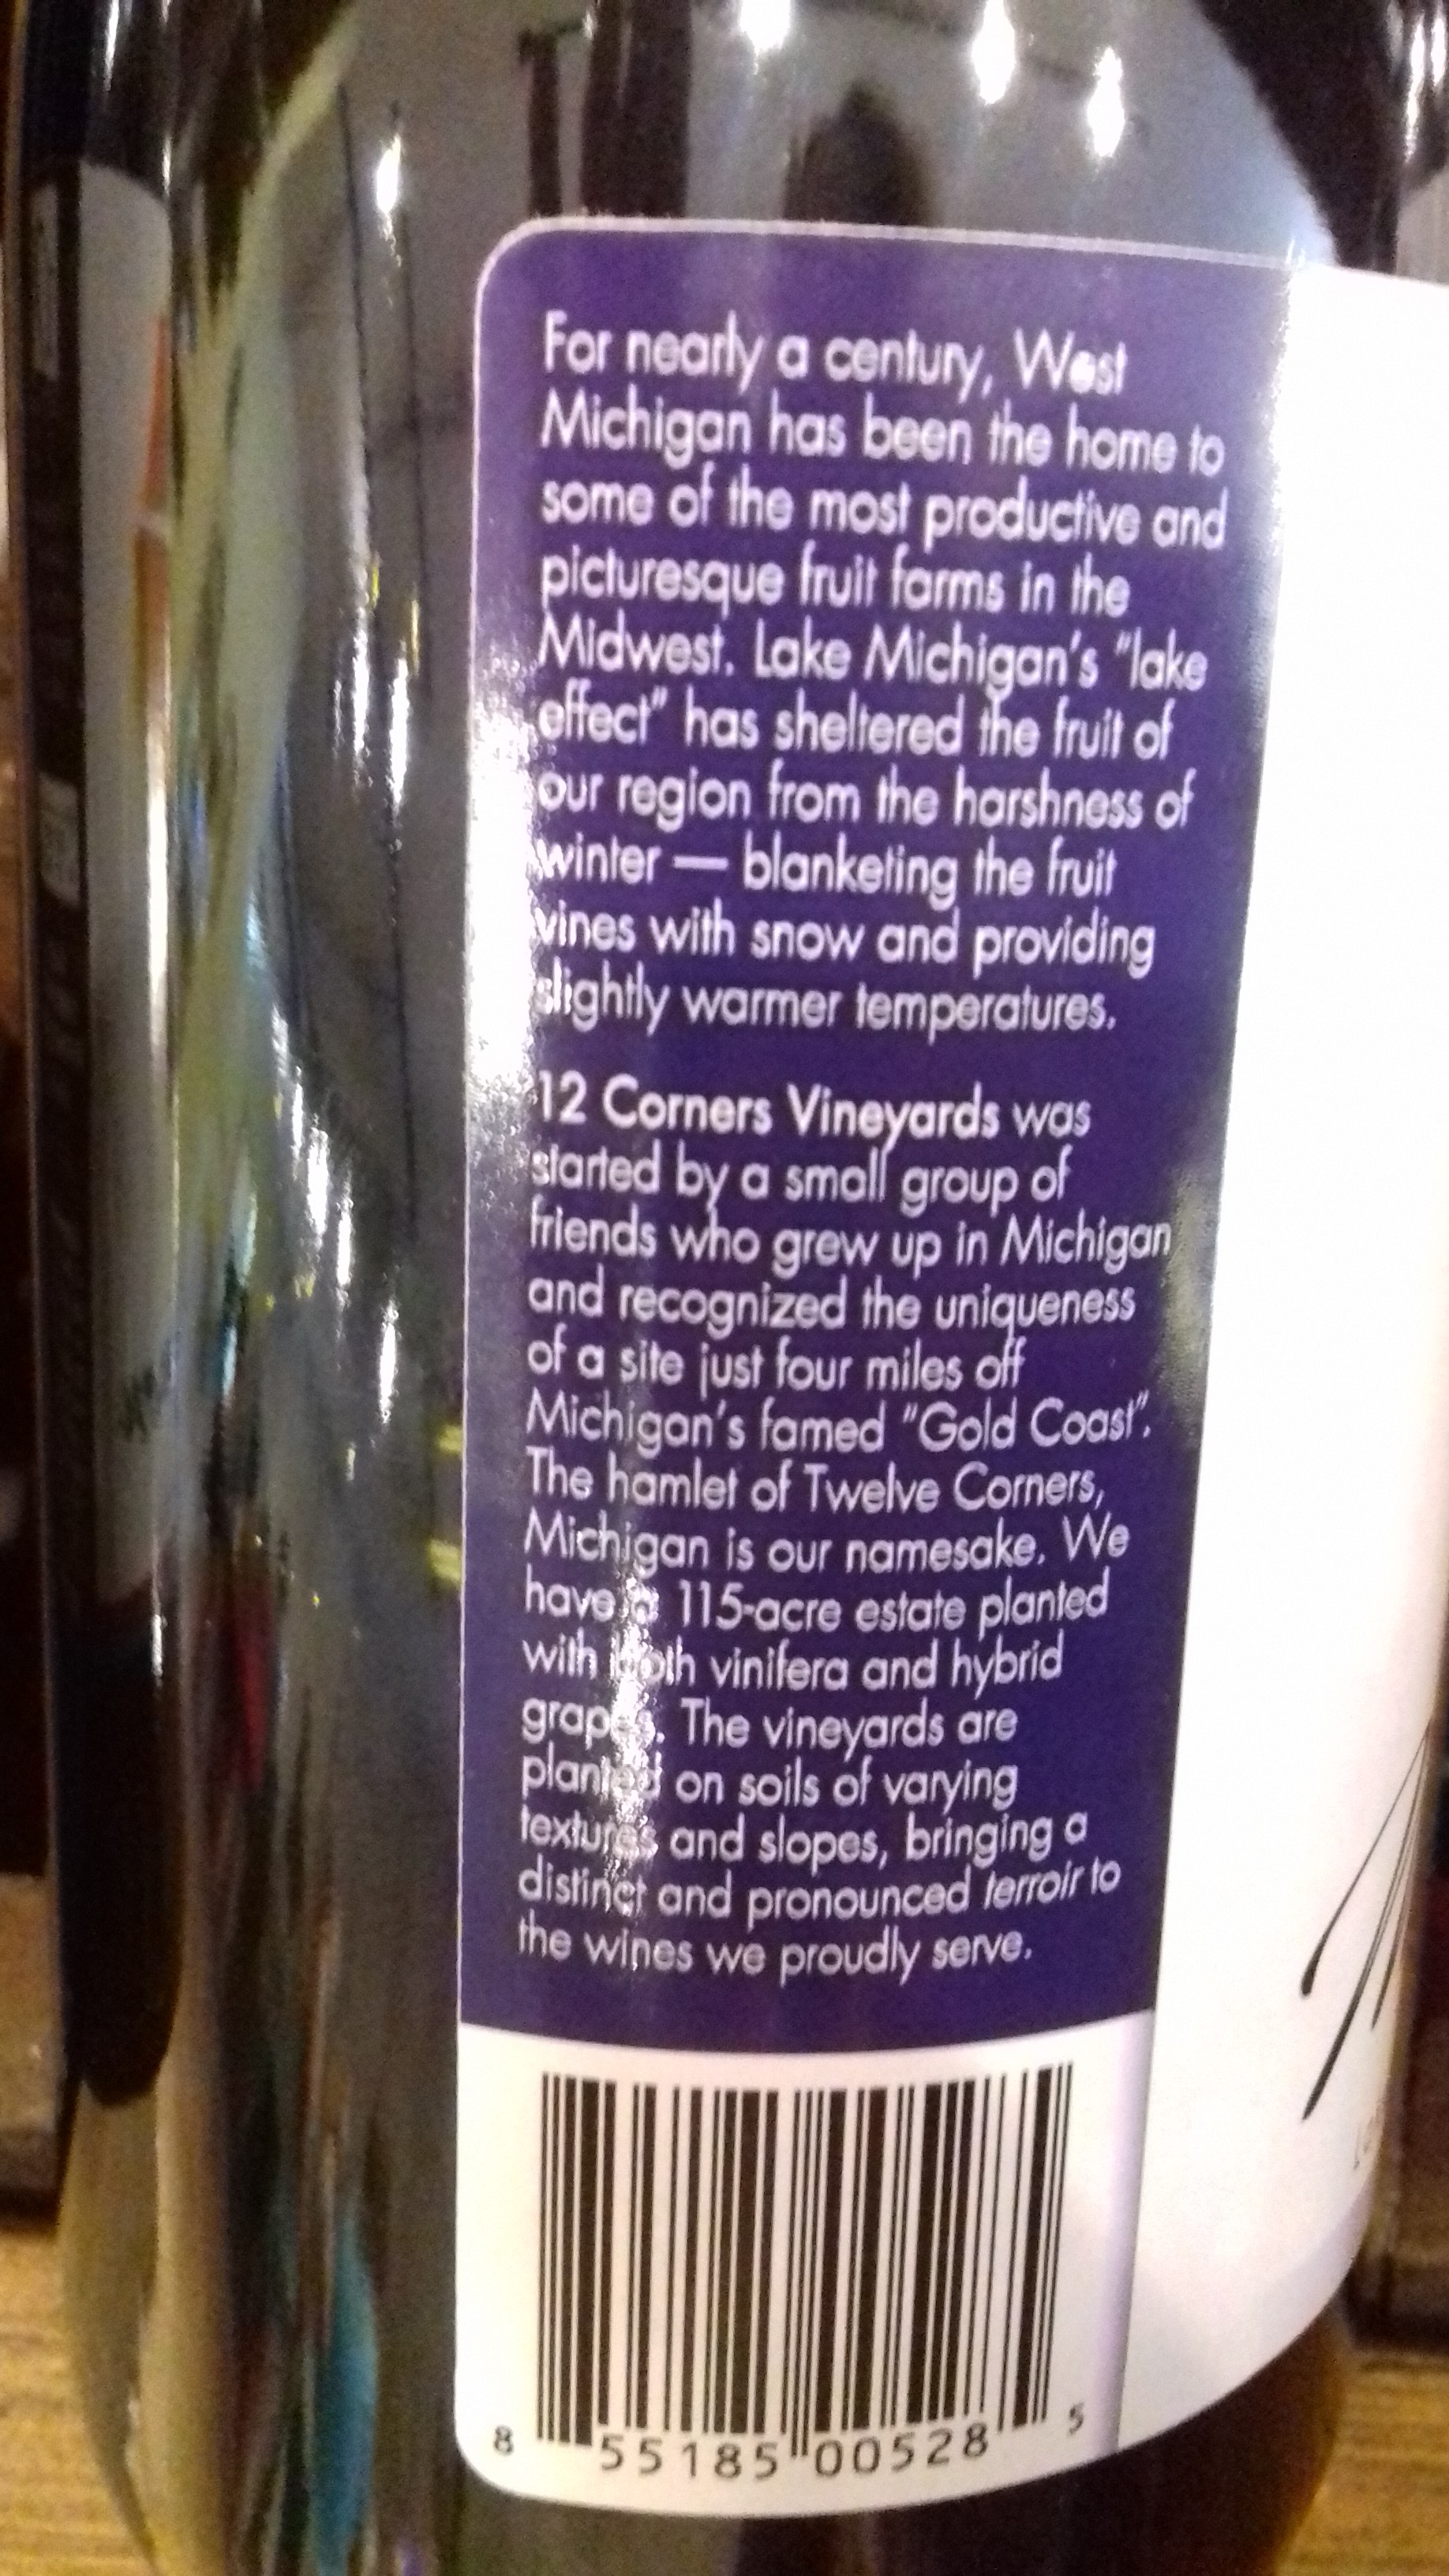 For nearly a century, West
Michigan has been the home to
some of the most productive and
picturesque fruit farms in the
Midwest. Lake Michigan's "lake
effect" has sheltered the fruit of
our region from the harshness of
winter — blanketing the fruit
vines with snow and providing
slightly warmer temperatures.
12 Corners Vineyards was
started by a small group of
friends who grew up in Michigan
and recognized the uniqueness
of a site just four miles off
Michigan's famed "Gold Coast".
The hamlet of Twelve Corners,
Michigan is our namesake. We
have a 115-acre estate planted
with both vinifera and hybrid
grapes. The vineyards are
planted on soils of varying
textures and slopes, bringing a
distinct and pronounced terroir to
the wines we proudly serve.
8 55185 00528 5